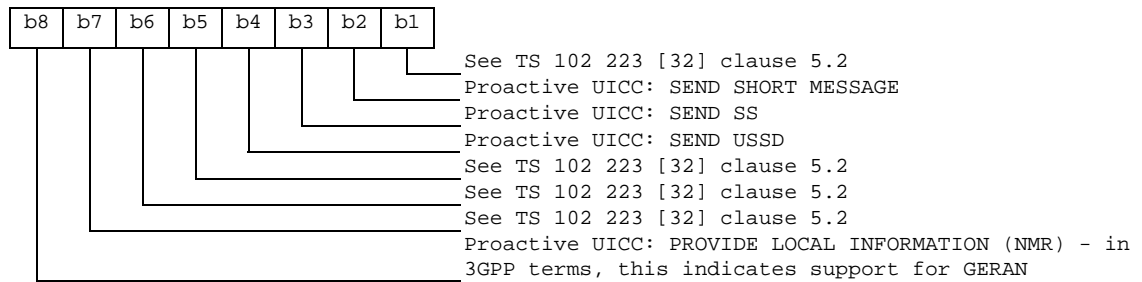 b8 b7 b6 b5 b4 b3 b2 b1
See TS 102 223 [32] clause 5.2
Proactive UICC: SEND SHORT MESSAGE
Proactive UICC: SEND SS
Proactive UICC: SEND USSD
See TS 102 223 [32] clause 5.2
See TS 102 223 [32] clause 5.2
See TS 102 223 [32] clause 5.2
Proactive UICC: PROVIDE LOCAL INFORMATION (NMR) - in
3GPP terms, this indicates support for GERAN